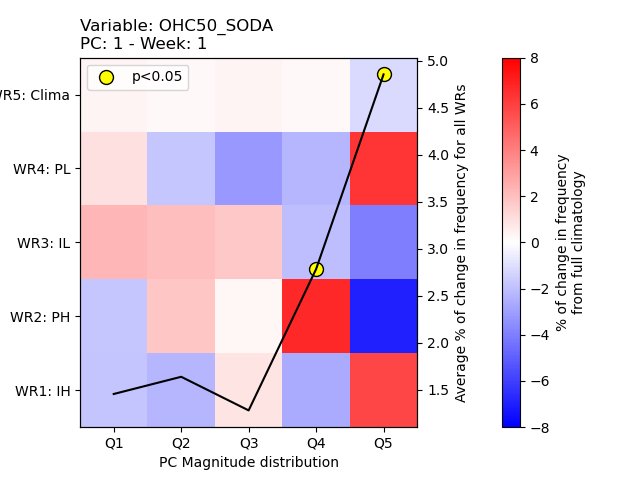 Variable: OHC50_SODA
PC: 1 - Week: 1
p<0.05
WR5: Clima
WR4: PL
WR3: IL
WR2: PH
WR1: IH
Q1 Q2 Q3 Q4 Q5
PC Magnitude distribution
5.0
4.5
4.0
3.5
3.0
2.5
2.0
1.5
Average % of change in frequency for all WRs
8
6
4
2
0
−2
−4
−6
−8
% of change in frequency
from full climatology